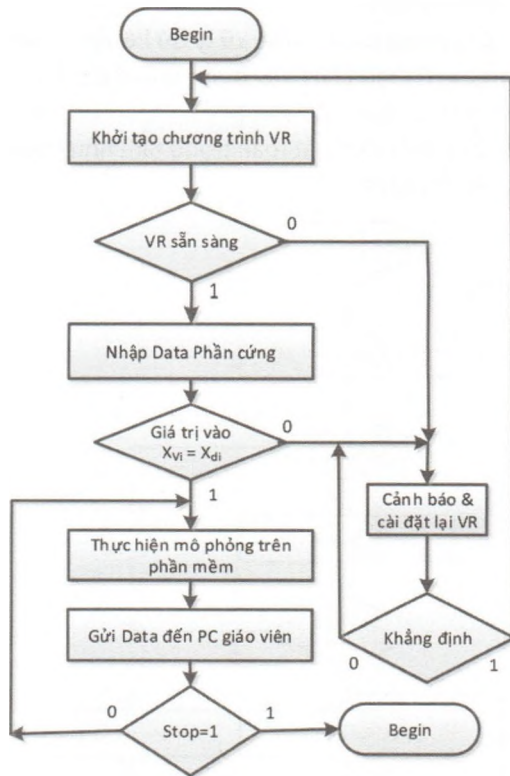 Begin
Khởi tạo chương trình VR
VR sẵn sàng
0
1
Nhập Data Phần cứng
Giá trị vào
Xvi = Xdi
0
1
Cảnh báo &
cài đặt lại VR
Thực hiện mô phỏng trên
phần mềm
Gửi Data đến PC giáo viên
Khẳng định
0
1
Stop=1
0
1
Begin